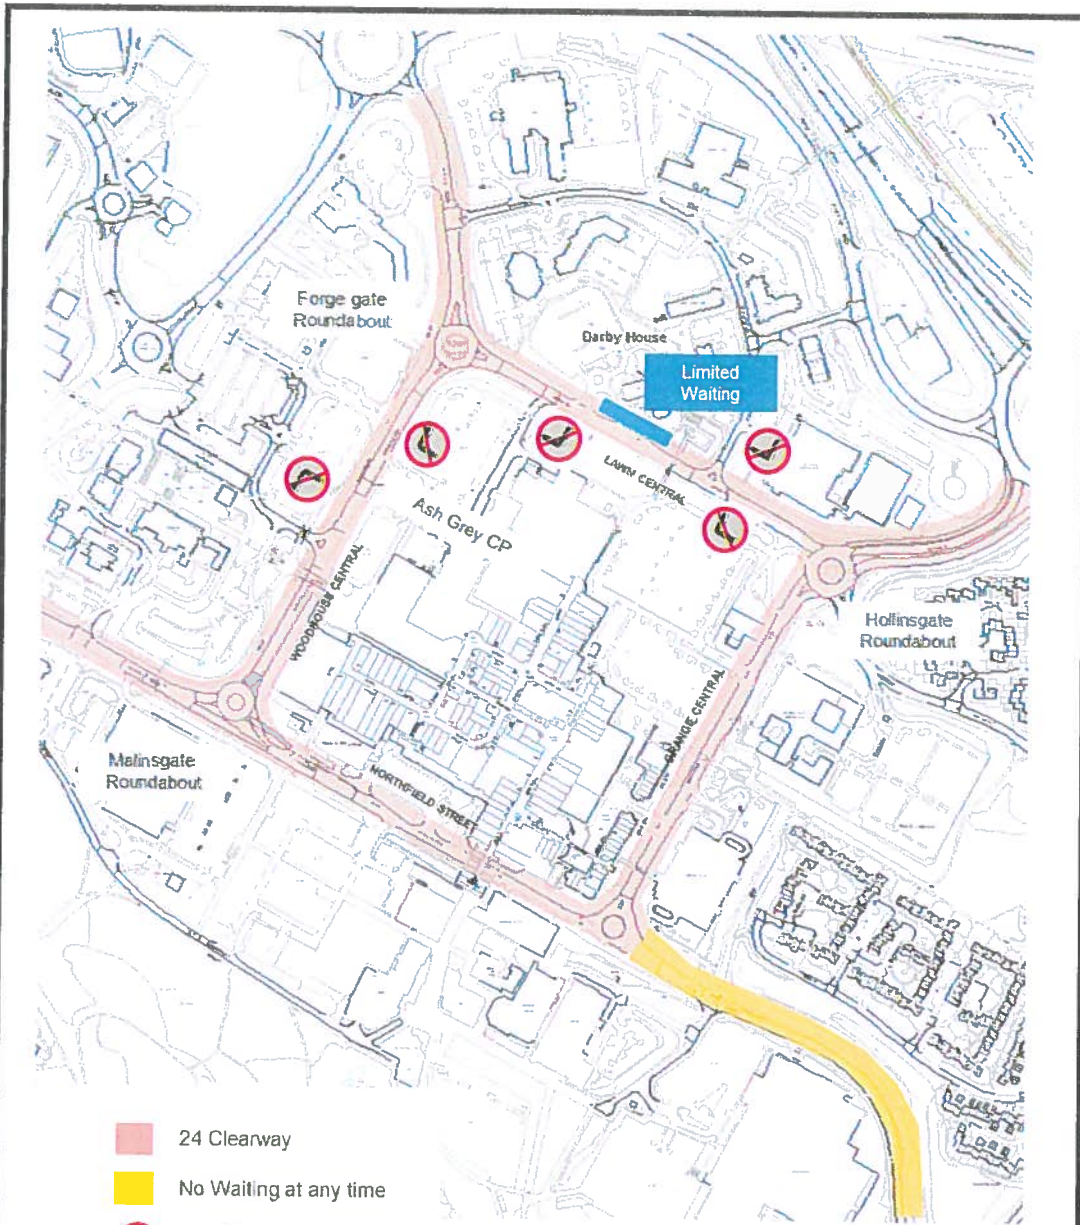 Forge gate
Roundabout
Darby House
Limited
Waiting
LAWN CENTRAL
Ash Grey CP
WOODHOUSE CENTRAL
Hollinsgate
Roundabout
GRANGE CENTRAL
Malinsgate
Roundabout
NORTHFIELD STREET
24 Clearway
No Waiting at any time